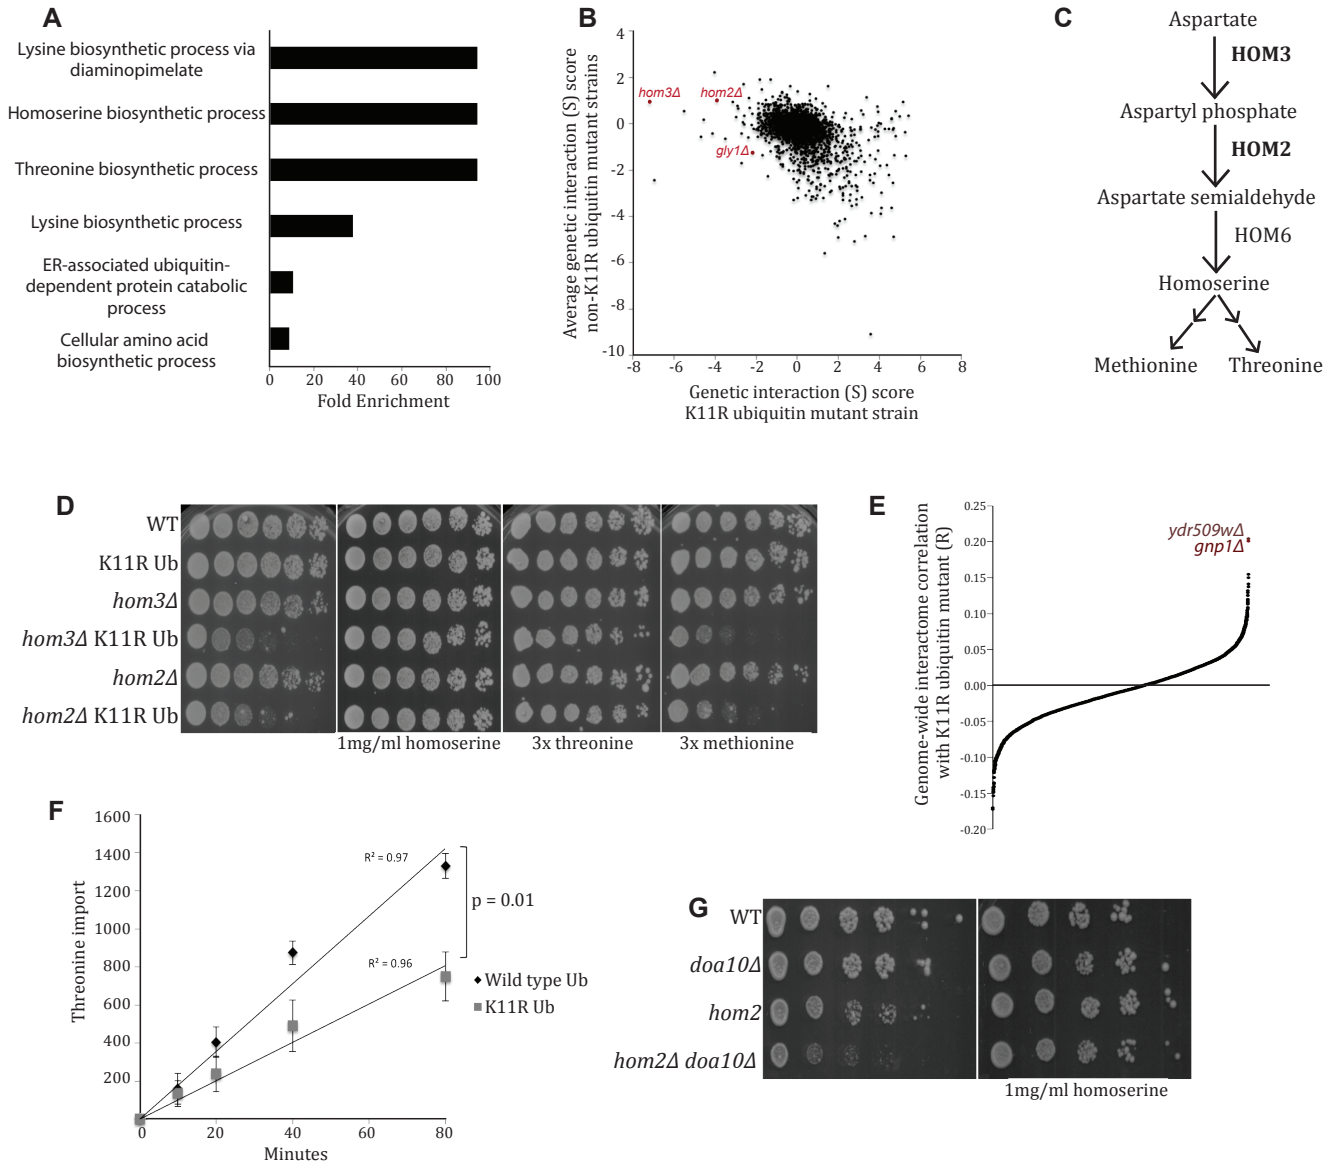 A
Lysine biosynthetic process via
diaminopimelate
Homoserine biosynthetic process
Threonine biosynthetic process
Lysine biosynthetic process
ER-associated ubiquitin-
dependent protein catabolic
process
Cellular amino acid
biosynthetic process
0 20 40 60 80 100
Fold Enrichment
B
Average genetic interaction (S) score
non-K11R ubiquitin mutant strains
4
2
0
-2
-4
-6
-8
-10
hom3Δ
hom2Δ
gly1Δ
-8 -6 -4 -2 0 2 4 6 8
Genetic interaction (S) score
K11R ubiquitin mutant strain
C
Aspartate
HOM3
Aspartyl phosphate
HOM2
Aspartate semialdehyde
HOM6
Homoserine
Methionine Threonine
D
WT
K11R Ub
hom3Δ
hom3Δ K11R Ub
hom2Δ
hom2Δ K11R Ub
1mg/ml homoserine
3x threonine
3x methionine
E
Genome-wide interactome correlation
with K11R ubiquitin mutant (R)
0.25
0.20
0.15
0.10
0.05
0.00
-0.05
-0.10
-0.15
-0.20
ydr509wΔ
gnp1Δ
F
Threonine import
1600
1400
1200
1000
800
600
400
200
R² = 0.97
R² = 0.96
p = 0.01
Wild type Ub
K11R Ub
0 20 40 60 80
Minutes
G
WT
doa10Δ
hom2
hom2Δ doa10Δ
1mg/ml homoserine